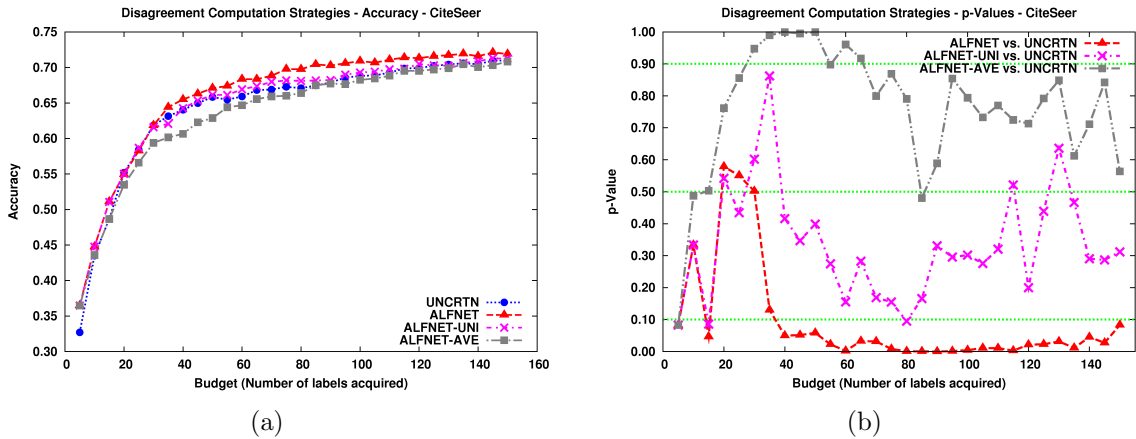 Disagreement Computation Strategies - Accuracy - CiteSeer
0.75
0.70
0.65
0.60
0.55
0.50
0.45
0.40
0.35
0.30
Accuracy
0
20
40
60
80
100
120
140
160
Budget (Number of labels acquired)
UNCRTN
ALFNET
ALFNET-UNI
ALFNET-AVE
(a)
Disagreement Computation Strategies - p-Values - CiteSeer
1.00
0.90
0.80
0.70
0.60
0.50
0.40
0.30
0.20
0.10
0.00
p-Value
0
20
40
60
80
100
120
140
Budget (Number of labels acquired)
ALFNET vs. UNCRTN
ALFNET-UNI vs. UNCRTN
ALFNET-AVE vs. UNCRTN
(b)